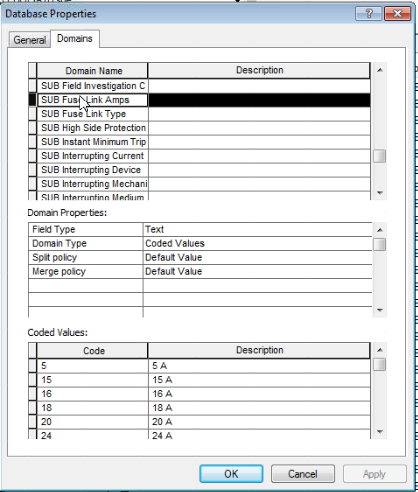 Database Properties
General Domains
Domain Name Description
SUB Field Investigation C
SUB Fuse Link Amps
SUB Fuse Link Type
SUB High Side Protection
SUB Instant Minimum Trip
SUB Interrupting Current
SUB Interrupting Device
SUB Interrupting Mechani
SUB Interrupting Medium
Domain Properties:
Field Type Text
Domain Type Coded Values
Split policy Default Value
Merge policy Default Value
Coded Values:
Code Description
5 5 A
15 15 A
16 16 A
18 18 A
20 20 A
24 24 A
OK Cancel Apply